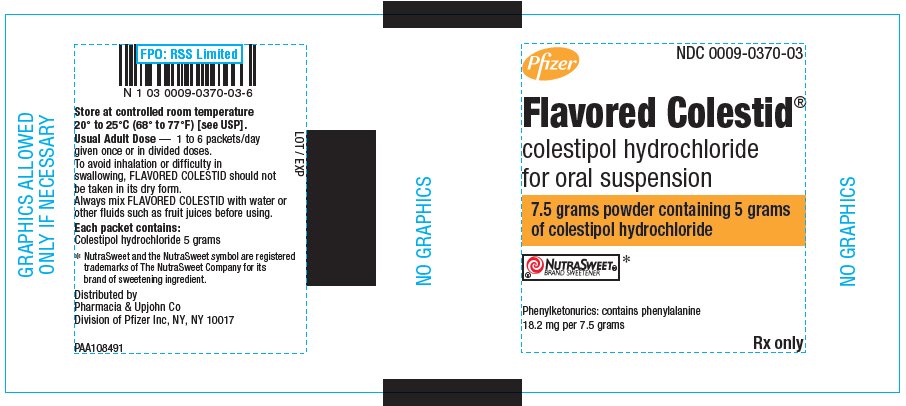 GRAPHICS ALLOWED
ONLY IF NECESSARY
FPO: RSS Limited
N 1 03 0009-0370-03-6
Store at controlled room temperature
20° to 25°C (68° to 77°F) [see USP].
Usual Adult Dose — 1 to 6 packets/day
given once or in divided doses.
To avoid inhalation or difficulty in
swallowing, FLAVORED COLESTID should not
be taken in its dry form.
Always mix FLAVORED COLESTID with water or
other fluids such as fruit juices before using.
Each packet contains:
Colestipol hydrochloride 5 grams
* NutraSweet and the NutraSweet symbol are registered
trademarks of The NutraSweet Company for its
brand of sweetening ingredient.
Distributed by
Pharmacia & Upjohn Co
Division of Pfizer Inc, NY, NY 10017
PAA108491
LOT / EXP
NO GRAPHICS
Pfizer
NDC 0009-0370-03
Flavored Colestid®
colestipol hydrochloride
for oral suspension
7.5 grams powder containing 5 grams
of colestipol hydrochloride
® NUTRASWEET® *
BRAND SWEETENER
Phenylketonurics: contains phenylalanine
18.2 mg per 7.5 grams
Rx only
NO GRAPHICS